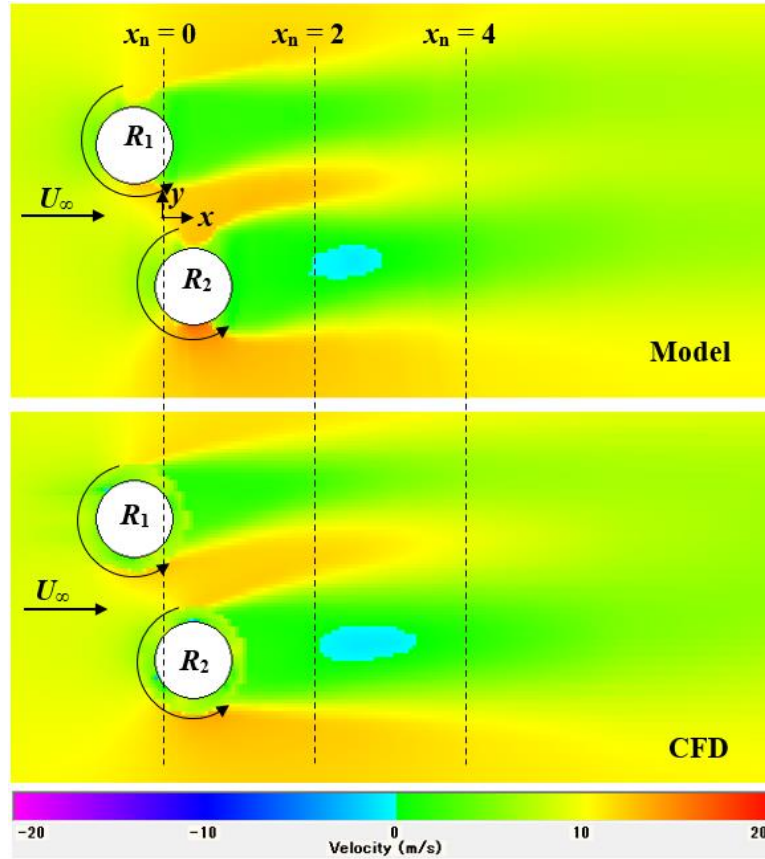 xₙ = 0 xₙ = 2 xₙ = 4
R₁
U∞
y
x
R₂
Model
R₁
U∞
R₂
CFD
-20 -10 0 10 20
Velocity (m/s)